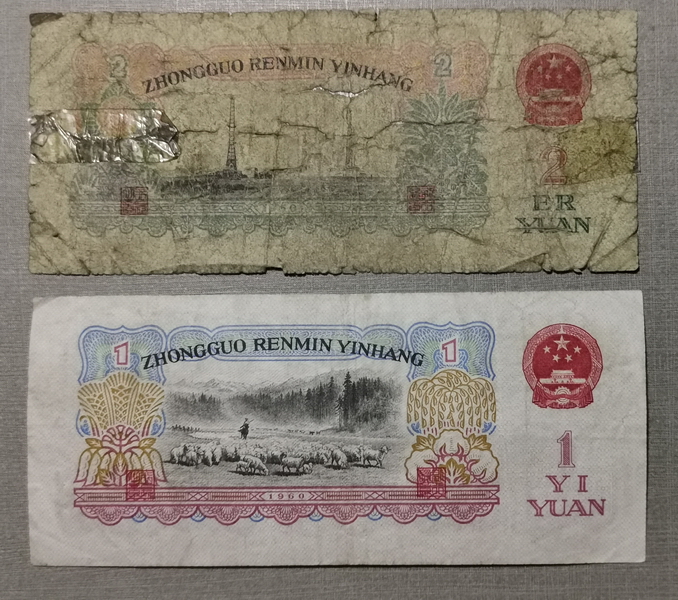 2
2
ZHONGGUO RENMIN YINHANG
2
ER
YUAN
1
1
ZHONGGUO RENMIN YINHANG
1960
1
YI
YUAN